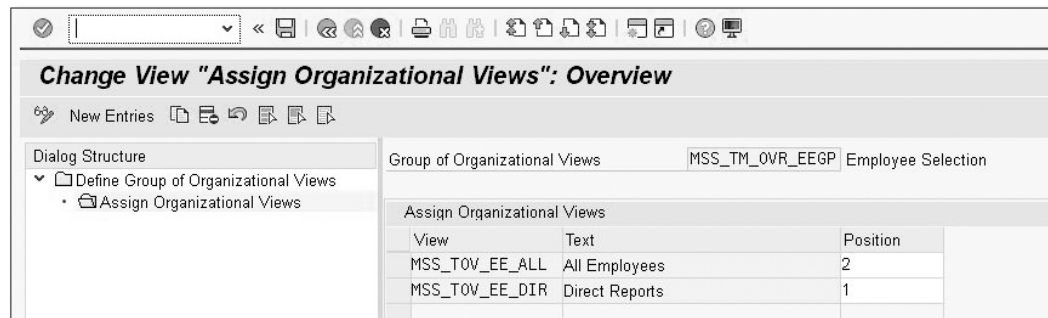 Change View "Assign Organizational Views": Overview
New Entries
Dialog Structure
Define Group of Organizational Views
Assign Organizational Views
Group of Organizational Views MSS_TM_OVR_EEGP Employee Selection
Assign Organizational Views
View Text Position
MSS_TOV_EE_ALL All Employees 2
MSS_TOV_EE_DIR Direct Reports 1